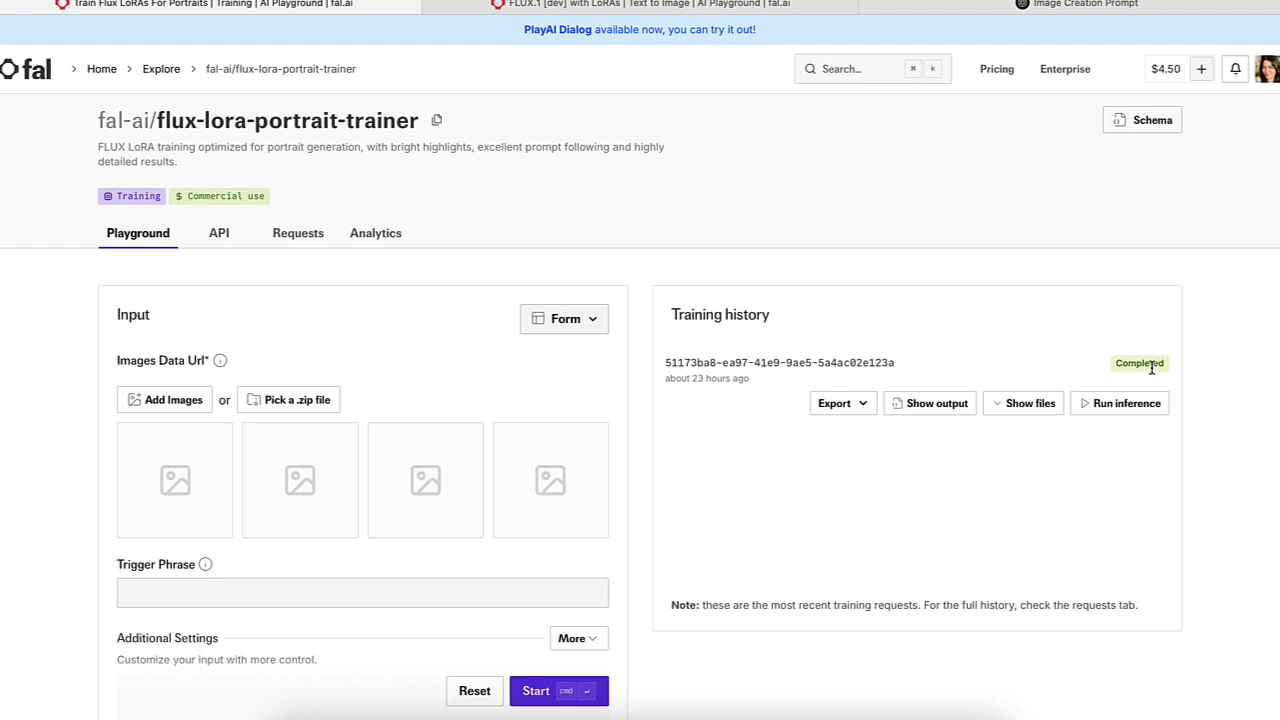 Train Flux LoRAs For Portraits | Training | AI Playground | fal.ai
FLUX.1 [dev] with LoRAs | Text to Image | AI Playground | fal.ai
Image Creation Prompt
PlayAI Dialog available now, you can try it out!
fal
Home
Explore
fal-ai/flux-lora-portrait-trainer
Search...
⌘ k
Pricing
Enterprise
$4.50 +
fal-ai/flux-lora-portrait-trainer
Schema
FLUX LoRA training optimized for portrait generation, with bright highlights, excellent prompt following and highly
detailed results.
Training
$ Commercial use
Playground
API
Requests
Analytics
Input
Form
Images Data Url*
Add Images or Pick a .zip file
Trigger Phrase
Additional Settings
More
Customize your input with more control.
Reset
Start cmd ↵
Training history
51173ba8-ea97-41e9-9ae5-5a4ac02e123a
Completed
about 23 hours ago
Export
Show output
Show files
Run inference
Note: these are the most recent training requests. For the full history, check the requests tab.